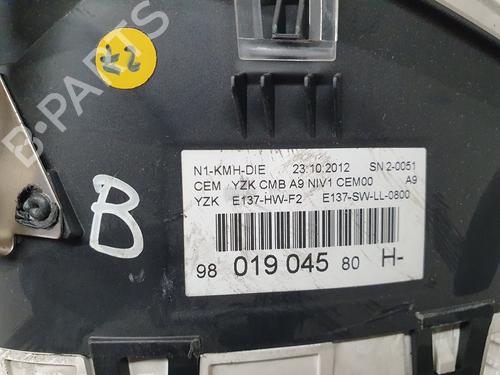 B-PARTS
42
N1-KMH-DIE 23.10.2012 SN 2-0051
CEM YZK CMB A9 NIV1 CEM00 A9
YZK E137-HW-F2 E137-SW-LL-0800
98 019 045 80 H-
B